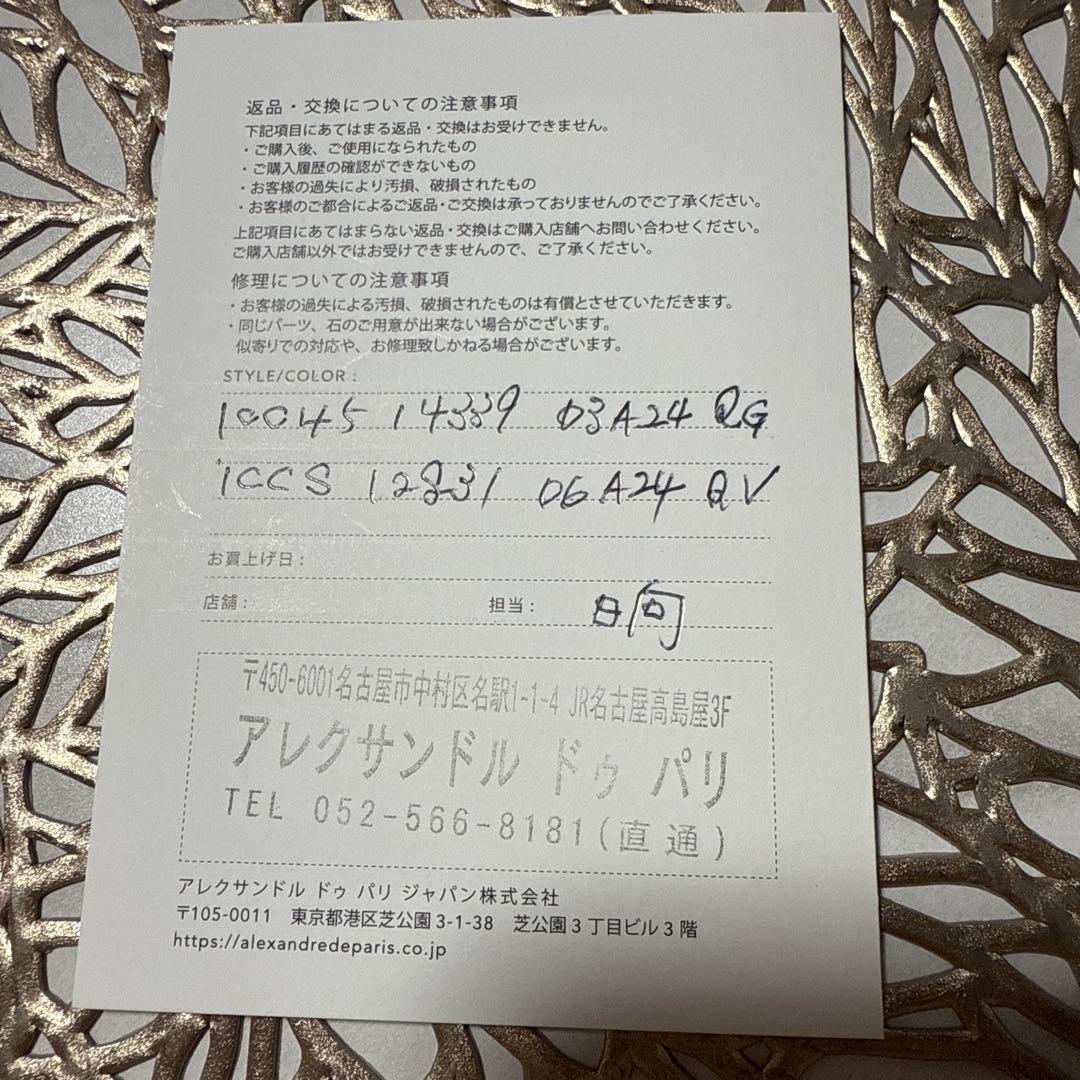 返品・交換についての注意事項
下記項目にあてはまる返品・交換はお受けできません。
・ご購入後、ご使用になられたもの
・ご購入履歴の確認ができないもの
・お客様の過失により汚損、破損されたもの
・お客様のご都合によるご返品・ご交換は承っておりませんのでご了承ください。
上記項目にあてはまらない返品・交換はご購入店舗へお問い合わせください。
ご購入店舗以外ではお受けできませんので、ご了承ください。
修理についての注意事項
・お客様の過失による汚損、破損されたものは有償とさせていただきます。
・同じパーツ、石のご用意が出来ない場合がございます。
似寄りでの対応や、お修理致しかねる場合がございます。
STYLE/COLOR :
10045 14339 03A24 QG
ICCS 12831 06A24 QV
お買上げ日 :
店舗 : 担当 : 日向
〒450-6001名古屋市中村区名駅1-1-4 JR名古屋高島屋3F
アレクサンドル ドゥ パリ
TEL 052-566-8181(直通)
アレクサンドル ドゥ パリ ジャパン株式会社
〒105-0011 東京都港区芝公園3-1-38 芝公園3丁目ビル3階
https://alexandredeparis.co.jp